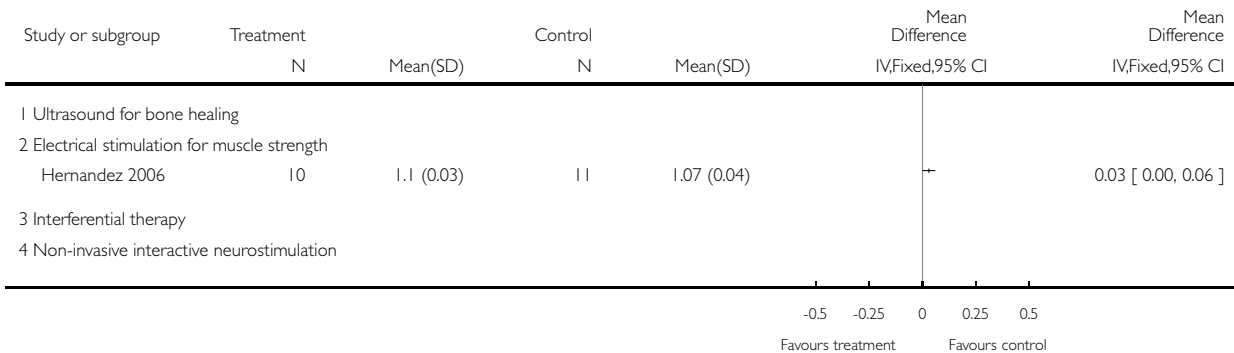 Study or subgroup Treatment Control Mean Difference Mean Difference
N Mean(SD) N Mean(SD) IV,Fixed,95% CI IV,Fixed,95% CI
1 Ultrasound for bone healing
2 Electrical stimulation for muscle strength
Hernandez 2006 10 1.1 (0.03) 11 1.07 (0.04) 0.03 [ 0.00, 0.06 ]
3 Interferential therapy
4 Non-invasive interactive neurostimulation
-0.5 -0.25 0 0.25 0.5
Favours treatment Favours control